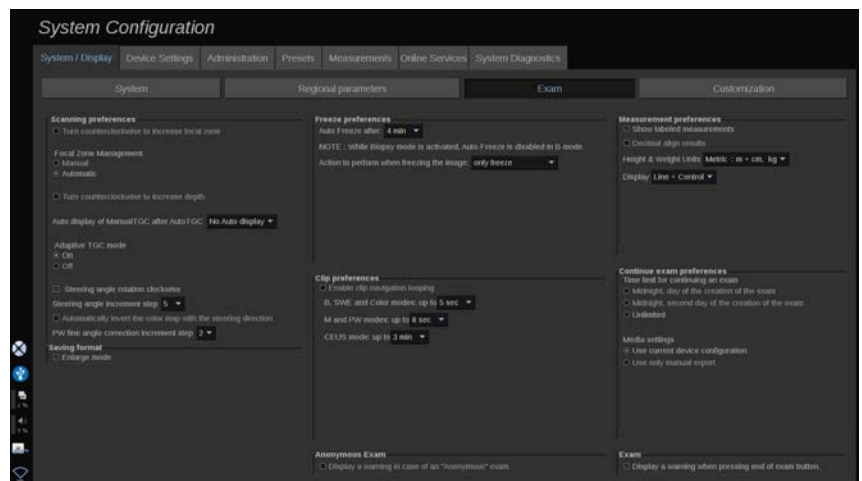 System Configuration
System / Display
Device Settings
Administration
Presets
Measurements
Online Services
System Diagnostics
System
Regional parameters
Exam
Customization
Scanning preferences
Turn counterclockwise to increase focal zone
Focal Zone Management
Manual
Automatic
Turn counterclockwise to increase depth
Auto display of ManualTGC after AutoTGC No Auto display
Adaptive TGC mode
On
Off
Steering angle rotation clockwise
Steering angle increment step 5
Automatically invert the color map with the steering direction
PW fine angle correction increment step 2
Saving format
Enlarge mode
Freeze preferences
Auto Freeze after: 4 min
NOTE : While Biopsy mode is activated, Auto-Freeze is disabled in B mode
Action to perform when freezing the image: only freeze
Clip preferences
Enable clip navigation looping
B, SWE and Color modes: up to 5 sec
M and PW modes: up to 8 sec
CEUS mode: up to 3 min
Anonymous Exam
Display a warning in case of an "Anonymous" exam.
Measurement preferences
Show labeled measurements
Decimal align results
Height & Weight Units Metric : m + cm, kg
Display Line + Control
Continue exam preferences
Time limit for continuing an exam
Midnight, day of the creation of the exam
Midnight, second day of the creation of the exam
Unlimited
Media settings
Use current device configuration
Use only manual export
Exam
Display a warning when pressing end of exam button.